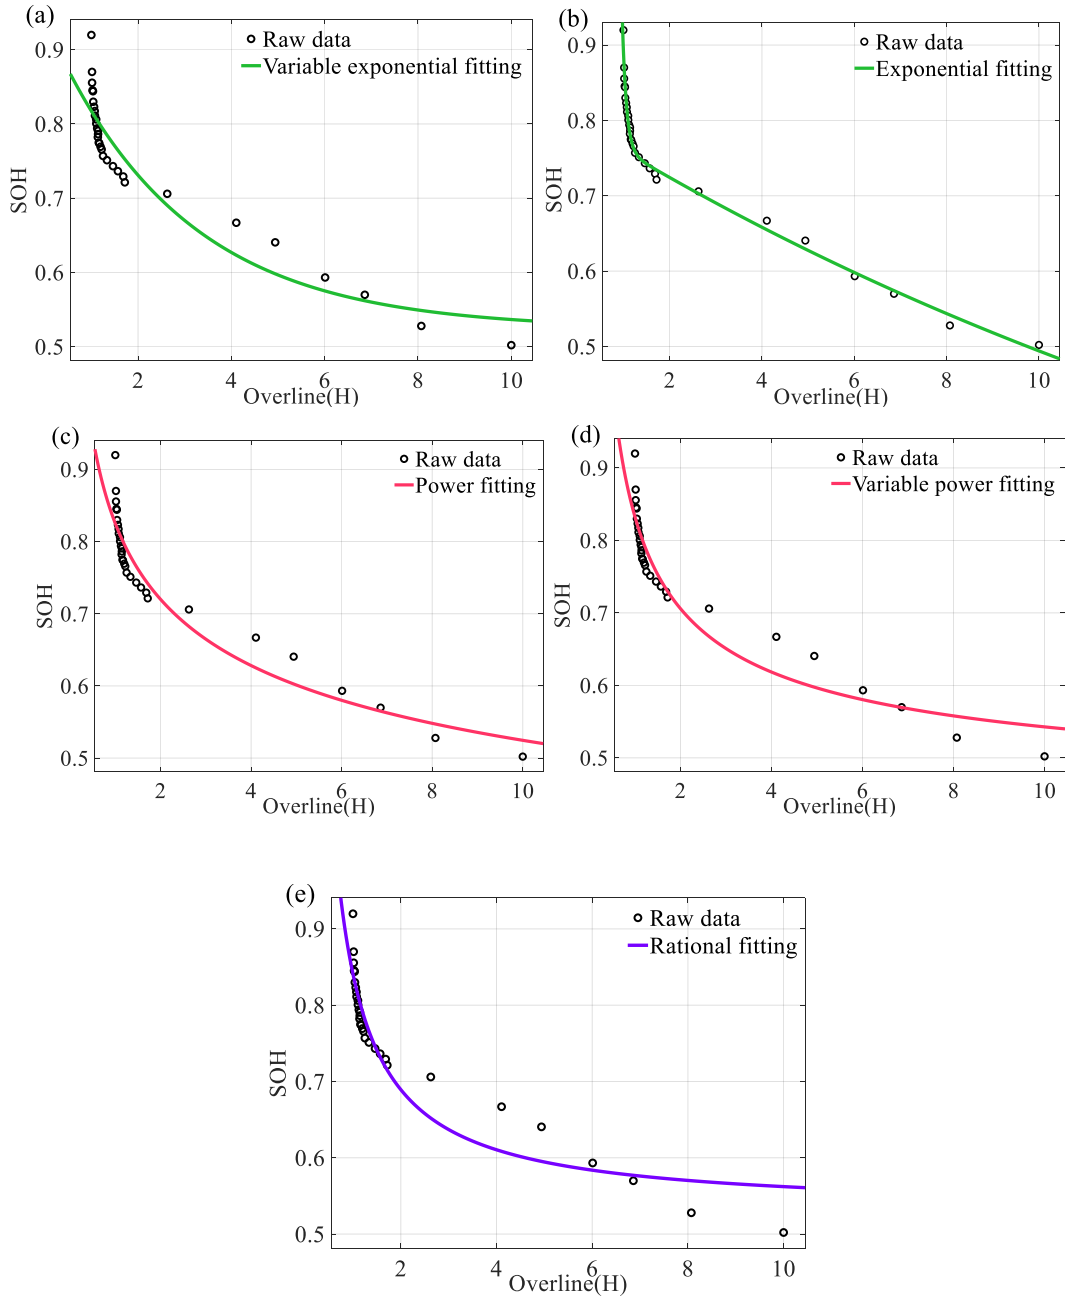 (a)
Raw data
Variable exponential fitting
SOH
0.9
0.8
0.7
0.6
0.5
2 4 6 8 10
Overline(H)
(b)
Raw data
Exponential fitting
SOH
0.9
0.8
0.7
0.6
0.5
2 4 6 8 10
Overline(H)
(c)
Raw data
Power fitting
SOH
0.9
0.8
0.7
0.6
0.5
2 4 6 8 10
Overline(H)
(d)
Raw data
Variable power fitting
SOH
0.9
0.8
0.7
0.6
0.5
2 4 6 8 10
Overline(H)
(e)
Raw data
Rational fitting
SOH
0.9
0.8
0.7
0.6
0.5
2 4 6 8 10
Overline(H)